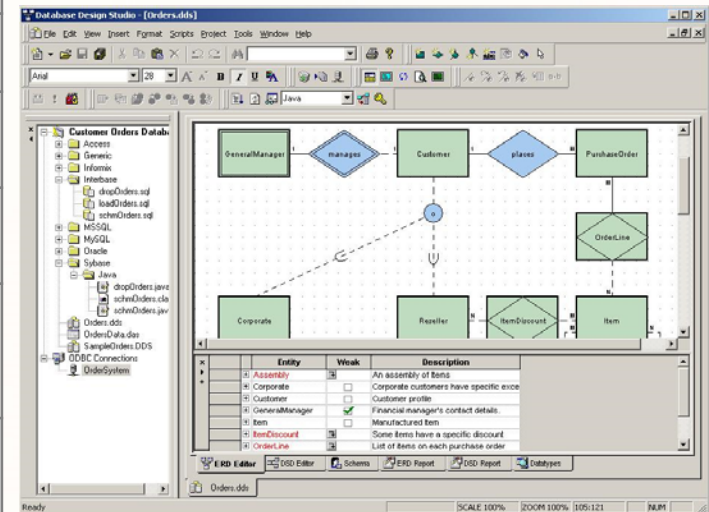 Database Design Studio - [Orders.dds]
File Edit View Insert Format Scripts Project Tools Window Help
Arial 28 B I U
Java
Customer Orders Databa
Access
Generic
Informix
Interbase
dropOrders.sql
loadOrders.sql
schmOrders.sql
MSSQL
MySQL
Oracle
Sybase
Java
dropOrders.java
schmOrders.cla
schmOrders.jav
Orders.dds
OrdersData.das
SampleOrders.DDS
ODBC Connections
OrderSystem
GeneralManager 1 manages 1 Customer places PurchaseOrder
o
OrderLine
Corporate Reseller ItemDiscount Item
Entity Weak Description
Assembly An assembly of Items
Corporate Corporate customers have specific exce
Customer Customer profile
GeneralManager Financial manager's contact details.
Item Manufactured Item
ItemDiscount Some items have a specific discount
OrderLine List of items on each purchase order
ERD Editor DSD Editor Schema ERD Report DSD Report Datatypes
Orders.dds
Ready SCALE 100% ZOOM 100% 105:121 NUM